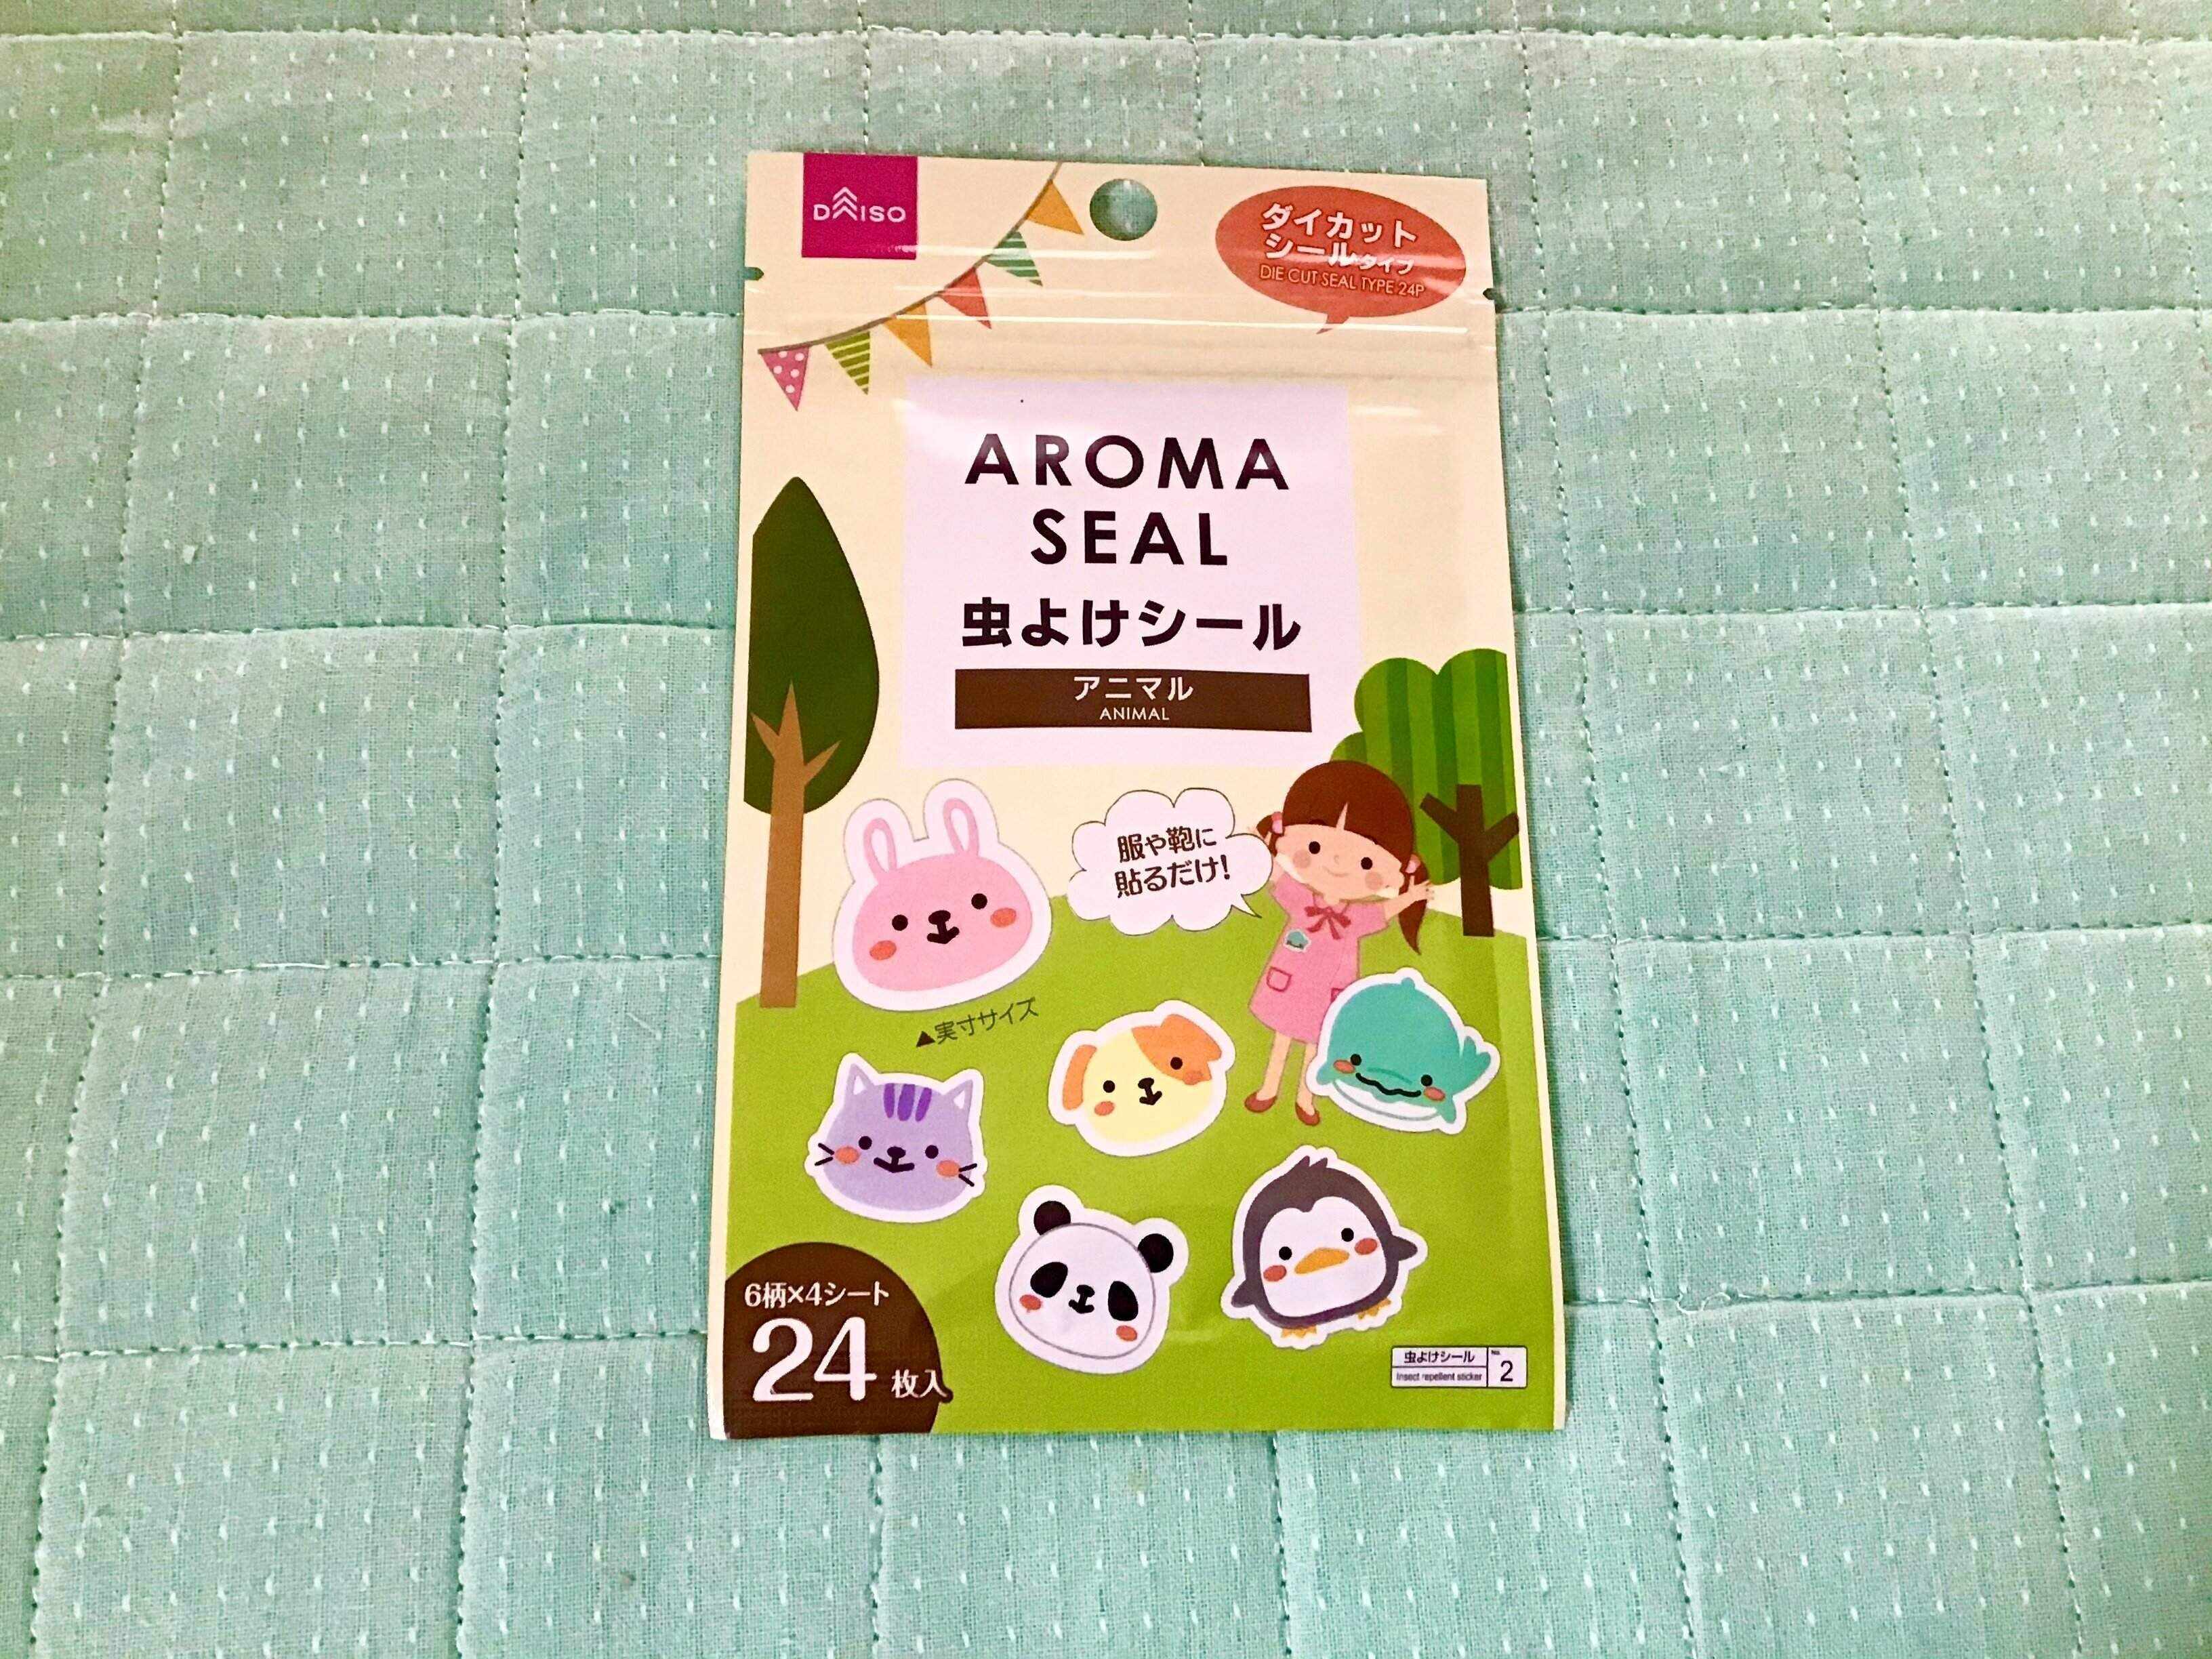 DAISO
ダイカット
シールタイプ
DIE CUT SEAL TYPE 24P
AROMA
SEAL
虫よけシール
アニマル
ANIMAL
服や鞄に
貼るだけ!
▲実寸サイズ
6柄×4シート
24枚入
虫よけシール
Insect repellent sticker
No.
2